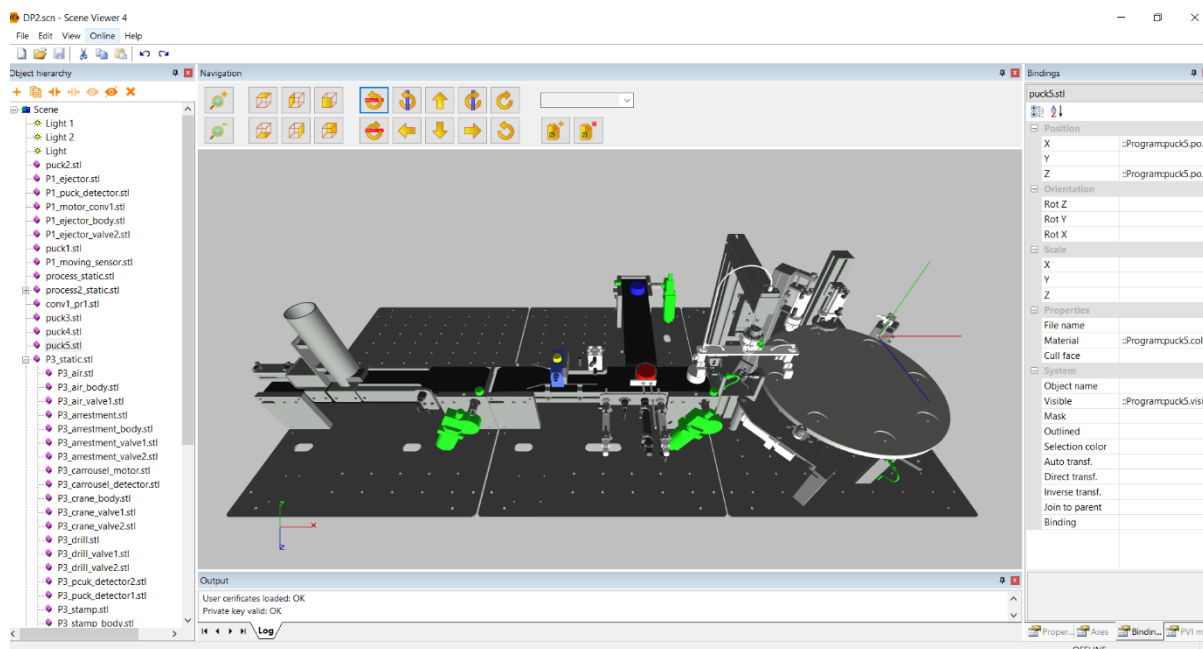 DP2.scn - Scene Viewer 4
File Edit View Online Help
Object hierarchy
Scene
Light 1
Light 2
Light
puck2.stl
P1_ejector.stl
P1_puck_detector.stl
P1_motor_conv1.stl
P1_ejector_body.stl
P1_ejector_valve2.stl
puck1.stl
P1_moving_sensor.stl
process_static.stl
process2_static.stl
conv1_pr1.stl
puck3.stl
puck4.stl
puck5.stl
P3_static.stl
P3_air.stl
P3_air_body.stl
P3_air_valve1.stl
P3_arrestment.stl
P3_arrestment_body.stl
P3_arrestment_valve1.stl
P3_arrestment_valve2.stl
P3_carrousel_motor.stl
P3_carrousel_detector.stl
P3_crane_body.stl
P3_crane_valve1.stl
P3_crane_valve2.stl
P3_drill.stl
P3_drill_valve1.stl
P3_drill_valve2.stl
P3_pcuk_detector2.stl
P3_puck_detector1.stl
P3_stamp.stl
P3_stamp_body.stl
Navigation
Y
X
Z
Output
User cerificates loaded: OK
Private key valid: OK
Log
Bindings
puck5.stl
Position
X ::Program:puck5.po.
Y
Z ::Program:puck5.po.
Orientation
Rot Z
Rot Y
Rot X
Scale
X
Y
Z
Properties
File name
Material ::Program:puck5.col
Cull face
System
Object name
Visible ::Program:puck5.visi
Mask
Outlined
Selection color
Auto transf.
Direct transf.
Inverse transf.
Join to parent
Binding
Proper... Axes Bindin... PVI m
OFFLINE